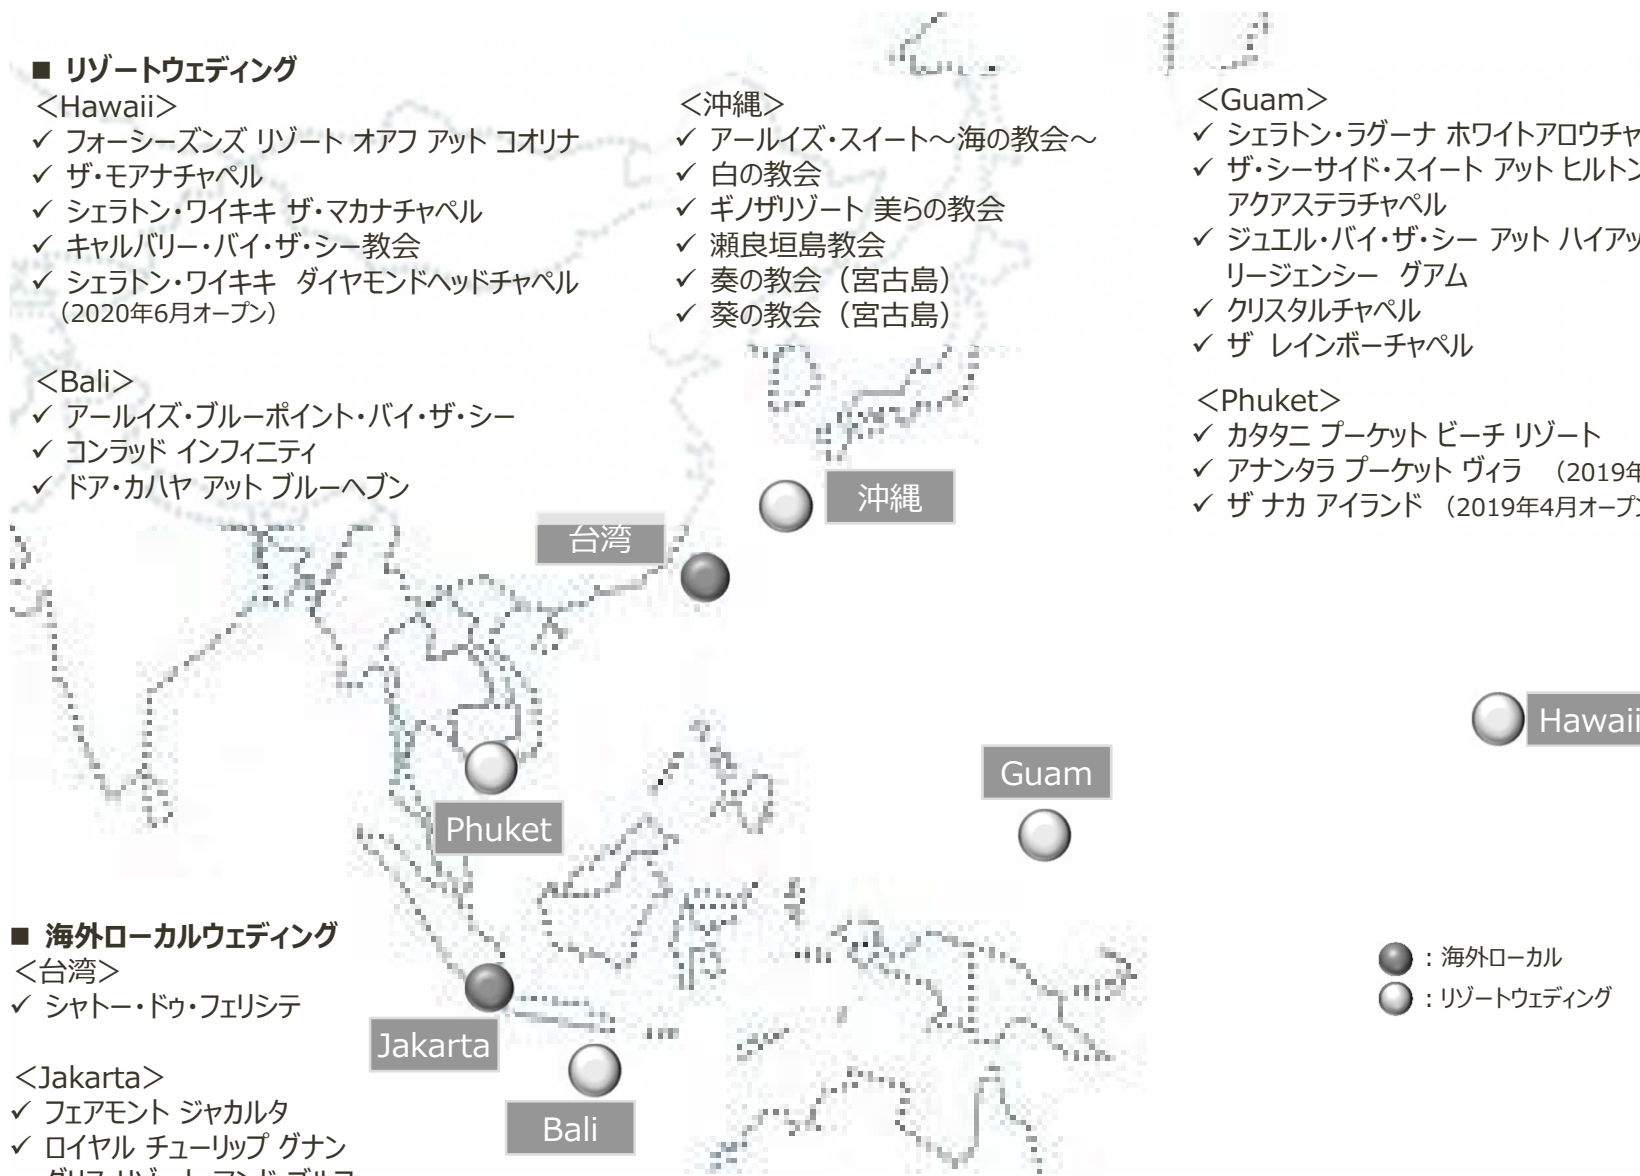 ■ リゾートウェディング
＜Hawaii＞
✓ フォーシーズンズ リゾート オアフ アット コオリナ
✓ ザ・モアナチャペル
✓ シェラトン・ワイキキ ザ・マカナチャペル
✓ キャルバリー・バイ・ザ・シー教会
✓ シェラトン・ワイキキ ダイヤモンドヘッドチャペル
（2020年6月オープン）
＜Bali＞
✓ アールイズ・ブルーポイント・バイ・ザ・シー
✓ コンラッド インフィニティ
✓ ドア・カハヤ アット ブルーヘブン
＜沖縄＞
✓ アールイズ・スイート～海の教会～
✓ 白の教会
✓ ギノザリゾート 美らの教会
✓ 瀬良垣島教会
✓ 奏の教会（宮古島）
✓ 葵の教会（宮古島）
＜Guam＞
✓ シェラトン・ラグーナ ホワイトアロウチャ
✓ ザ・シーサイド・スイート アット ヒルトン
アクアステラチャペル
✓ ジュエル・バイ・ザ・シー アット ハイアッ
リージェンシー グアム
✓ クリスタルチャペル
✓ ザ レインボーチャペル
＜Phuket＞
✓ カタタニ プーケット ビーチ リゾート
✓ アナンタラ プーケット ヴィラ （2019年
✓ ザ ナカ アイランド （2019年4月オープン
沖縄
台湾
Hawaii
Guam
Phuket
Jakarta
Bali
■ 海外ローカルウェディング
＜台湾＞
✓ シャトー・ドゥ・フェリシテ
＜Jakarta＞
✓ フェアモント ジャカルタ
✓ ロイヤル チューリップ グナン
：海外ローカル
：リゾートウェディング